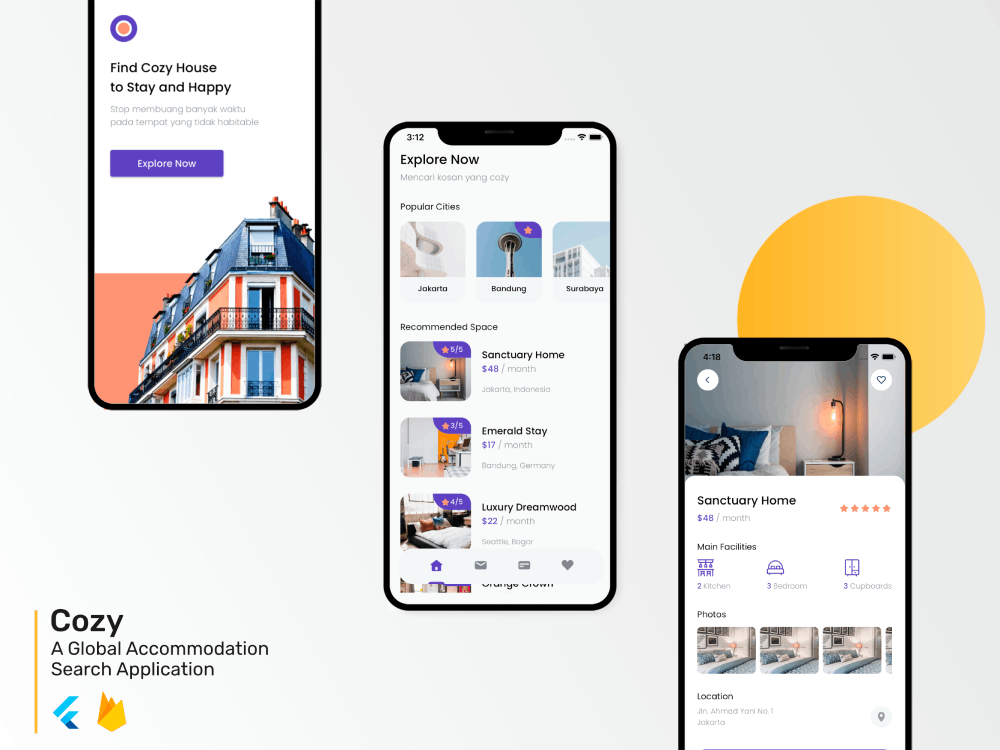 Find Cozy House
to Stay and Happy
Stop membuang banyak waktu
pada tempat yang tidak habitable
Explore Now
3:12
Explore Now
Mencari kosan yang cozy
Popular Cities
Jakarta
Bandung
Surabaya
Recommended Space
5/5
Sanctuary Home
$48 / month
Jakarta, Indonesia
3/5
Emerald Stay
$17 / month
Bandung, Germany
4/5
Luxury Dreamwood
$22 / month
Seattle, Bogor
Orange Crown
4:18
Sanctuary Home
$48 / month
Main Facilities
2 Kitchen
3 Bedroom
3 Cupboards
Photos
Location
Jln. Ahmad Yani No. 1
Jakarta
Cozy
A Global Accommodation
Search Application